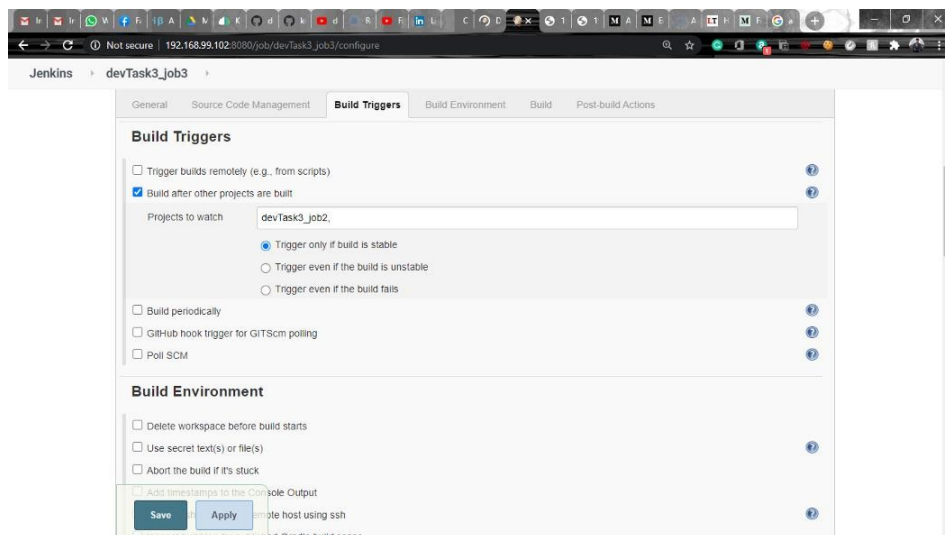 Not secure 192.168.99.102:8080/job/devTask3_job3/configure
Jenkins devTask3_job3
General Source Code Management Build Triggers Build Environment Build Post-build Actions
Build Triggers
Trigger builds remotely (e.g., from scripts)
Build after other projects are built
Projects to watch devTask3_job2,
Trigger only if build is stable
Trigger even if the build is unstable
Trigger even if the build fails
Build periodically
GitHub hook trigger for GITScm polling
Poll SCM
Build Environment
Delete workspace before build starts
Use secret text(s) or file(s)
Abort the build if it's stuck
Add timestamps to the Console Output
Save Apply host using ssh